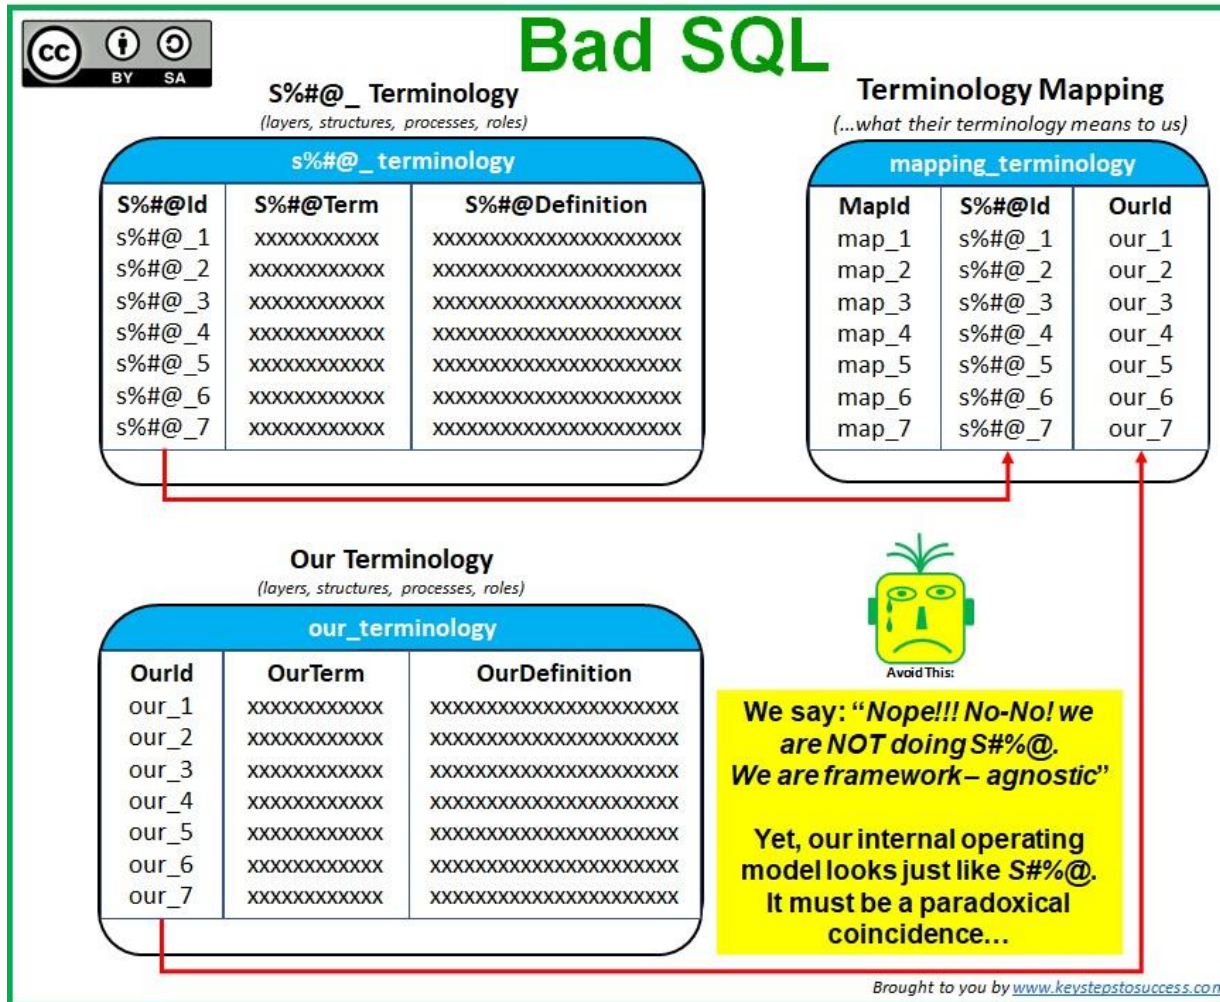 Bad SQL
cc
BY SA
S%#@_ Terminology
(layers, structures, processes, roles)
s%#@_terminology
S%#@Id S%#@Term S%#@Definition
s%#@_1 xxxxxxxxxxx xxxxxxxxxxxxxxxxxxxxxx
s%#@_2 xxxxxxxxxxxx xxxxxxxxxxxxxxxxxxxxxx
s%#@_3 xxxxxxxxxxxx xxxxxxxxxxxxxxxxxxxxxx
s%#@_4 xxxxxxxxxxxx xxxxxxxxxxxxxxxxxxxxxx
s%#@_5 xxxxxxxxxxxx xxxxxxxxxxxxxxxxxxxxxx
s%#@_6 xxxxxxxxxxxx xxxxxxxxxxxxxxxxxxxxxx
s%#@_7 xxxxxxxxxxxx xxxxxxxxxxxxxxxxxxxxxx
Terminology Mapping
(...what their terminology means to us)
mapping_terminology
MapId S%#@Id OurId
map_1 s%#@_1 our_1
map_2 s%#@_2 our_2
map_3 s%#@_3 our_3
map_4 s%#@_4 our_4
map_5 s%#@_5 our_5
map_6 s%#@_6 our_6
map_7 s%#@_7 our_7
Our Terminology
(layers, structures, processes, roles)
our_terminology
OurId OurTerm OurDefinition
our_1 xxxxxxxxxxxx xxxxxxxxxxxxxxxxxxxxxx
our_2 xxxxxxxxxxxx xxxxxxxxxxxxxxxxxxxxxx
our_3 xxxxxxxxxxxx xxxxxxxxxxxxxxxxxxxxxx
our_4 xxxxxxxxxxxx xxxxxxxxxxxxxxxxxxxxxx
our_5 xxxxxxxxxxxx xxxxxxxxxxxxxxxxxxxxxx
our_6 xxxxxxxxxxxx xxxxxxxxxxxxxxxxxxxxxx
our_7 xxxxxxxxxxxx xxxxxxxxxxxxxxxxxxxxxx
Avoid This:
We say: “Nope!!! No-No! we
are NOT doing S#%@.
We are framework – agnostic”
Yet, our internal operating
model looks just like S#%@.
It must be a paradoxical
coincidence…
Brought to you by www.keystepstosuccess.com